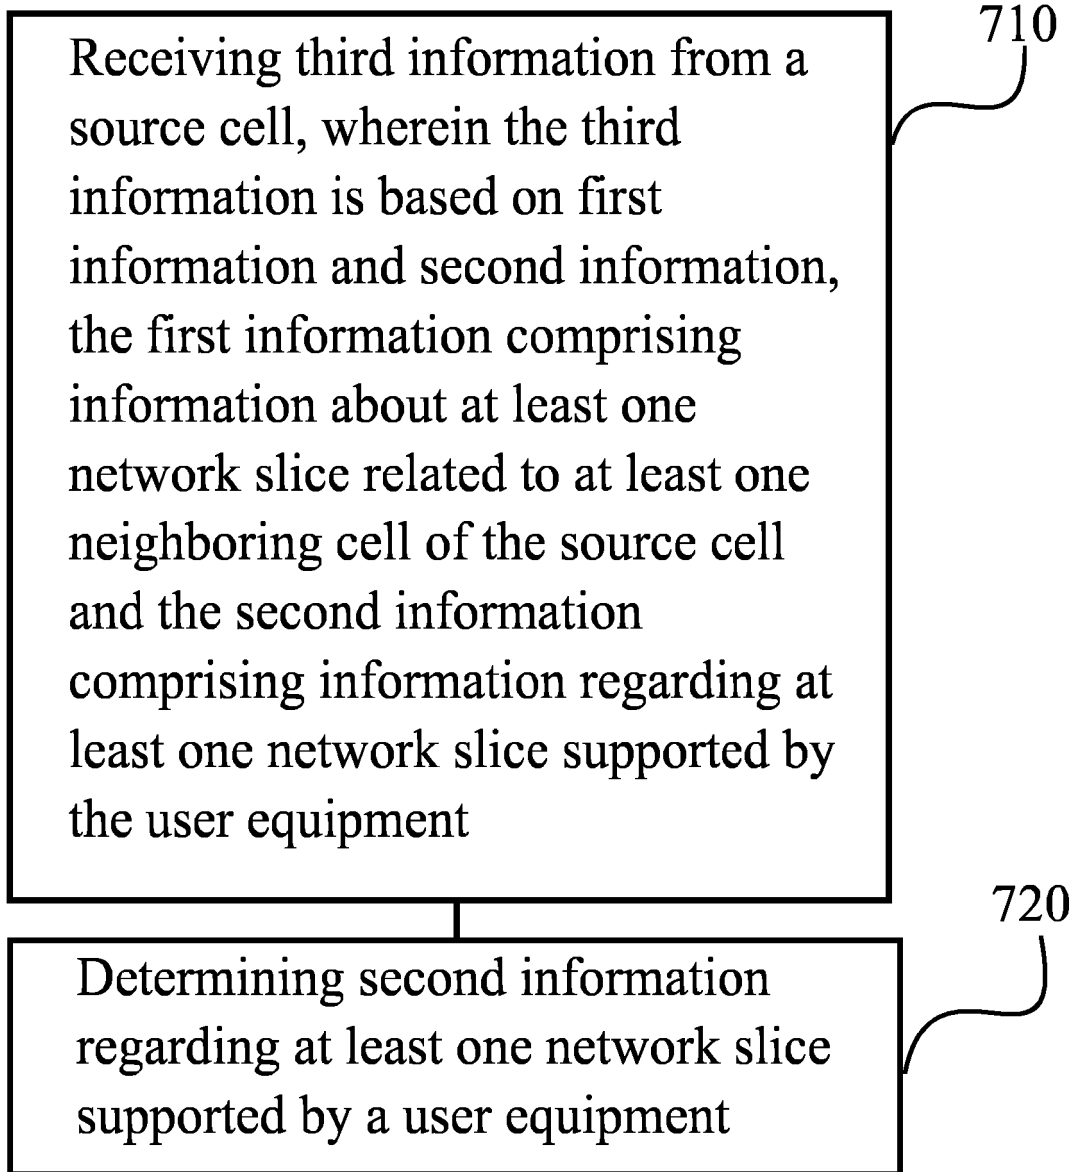 710
Receiving third information from a
source cell, wherein the third
information is based on first
information and second information,
the first information comprising
information about at least one
network slice related to at least one
neighboring cell of the source cell
and the second information
comprising information regarding at
least one network slice supported by
the user equipment
720
Determining second information
regarding at least one network slice
supported by a user equipment